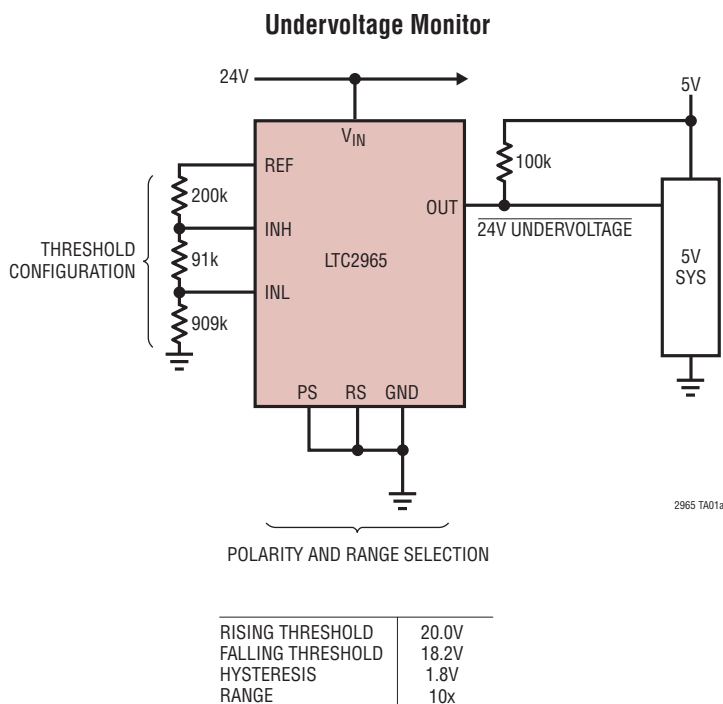 Undervoltage Monitor
24V
5V
VIN
REF
200k
100k
OUT
INH
24V UNDERVOLTAGE
THRESHOLD
CONFIGURATION
91k
LTC2965
5V
SYS
INL
909k
PS RS GND
2965 TA01a
POLARITY AND RANGE SELECTION
RISING THRESHOLD 20.0V
FALLING THRESHOLD 18.2V
HYSTERESIS 1.8V
RANGE 10x